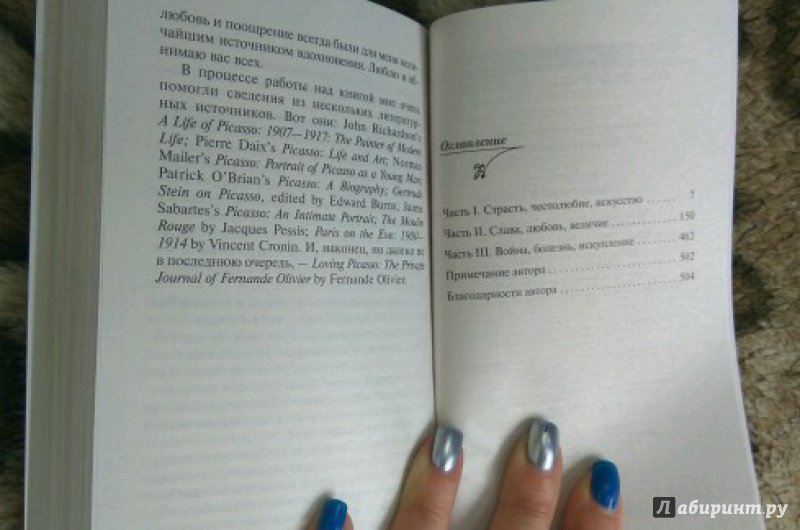 любовь и поощрение всегда были для меня вели-
чайшим источником вдохновения. Люблю и об-
нимаю вас всех.
В процессе работы над книгой мне очень
помогли сведения из нескольких литератур-
ных источников. Вот они: John Richardson's
A Life of Picasso: 1907—1917: The Painter of Modern
Life; Pierre Daix's Picasso: Life and Art; Norman
Mailer's Picasso: Portrait of Picasso as a Young Man;
Patrick O'Brian's Picasso: A Biography; Gertrude
Stein on Picasso, edited by Edward Burns; Jaime
Sabartes's Picasso: An Intimate Portrait; The Moulin
Rouge by Jacques Pessis; Paris on the Eve: 1900—
1914 by Vincent Cronin. И, наконец, но далеко не
в последнюю очередь, — Loving Picasso: The Private
Journal of Fernande Olivier by Fernande Olivier.
Оглавление
Часть I. Страсть, честолюбие, искусство 7
Часть II. Слава, любовь, величие 150
Часть III. Война, болезнь, искупление 462
Примечание автора 502
Благодарности автора 504
Лабиринт.ру